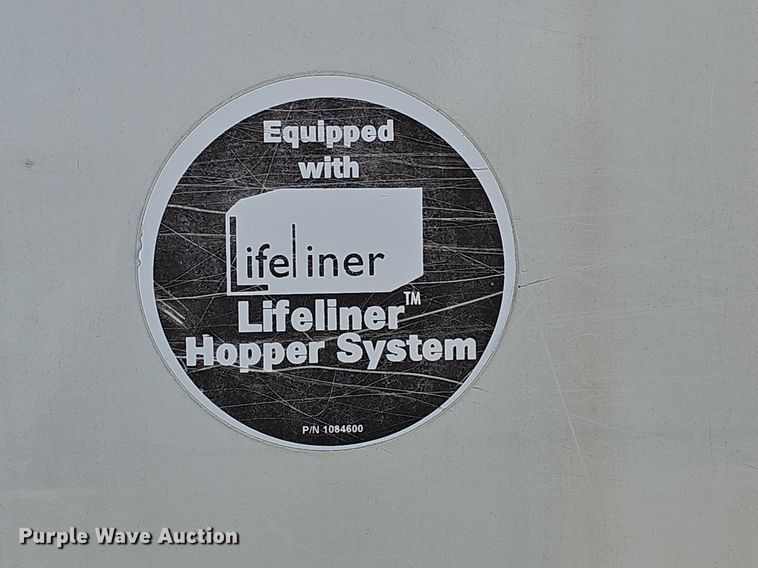 Equipped
with
Lifeliner
Lifeliner™
Hopper System
P/N 1084600
Purple Wave Auction